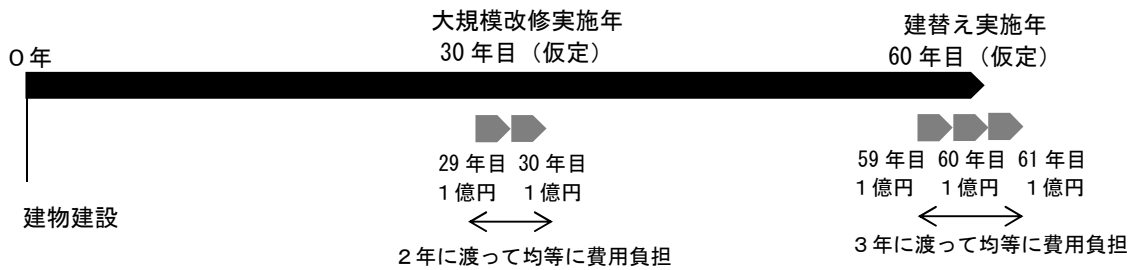 大規模改修実施年
30 年目（仮定）
建替え実施年
60 年目（仮定）
０年
29 年目 30 年目
１億円 １億円
59 年目 60 年目 61 年目
１億円 １億円 １億円
建物建設
２年に渡って均等に費用負担
３年に渡って均等に費用負担